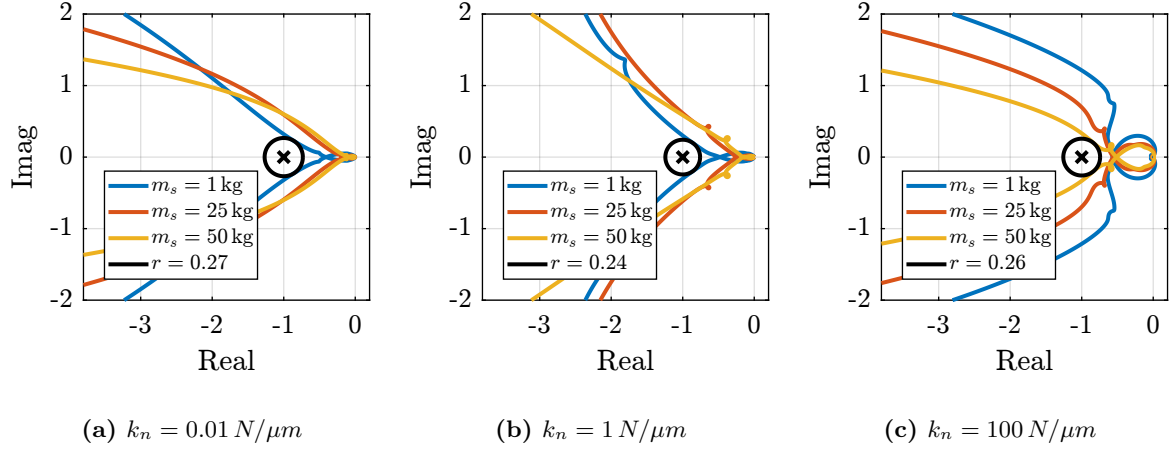 2
1
0
-1
-2
Imag
-3
-2
-1
0
Real
m_s = 1 kg
m_s = 25 kg
m_s = 50 kg
r = 0.27
(a) k_n = 0.01 N/μm
2
1
0
-1
-2
Imag
-3
-2
-1
0
Real
m_s = 1 kg
m_s = 25 kg
m_s = 50 kg
r = 0.24
(b) k_n = 1 N/μm
2
1
0
-1
-2
Imag
-3
-2
-1
0
Real
m_s = 1 kg
m_s = 25 kg
m_s = 50 kg
r = 0.26
(c) k_n = 100 N/μm